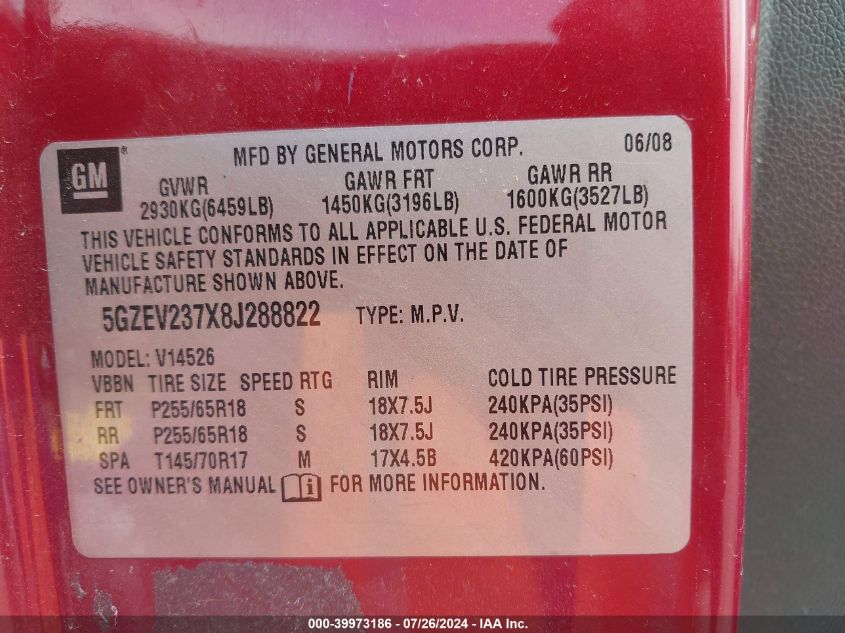 GM ® MFD BY GENERAL MOTORS CORP. 06/08
GVWR GAWR FRT GAWR RR
2930KG(6459LB) 1450KG(3196LB) 1600KG(3527LB)
THIS VEHICLE CONFORMS TO ALL APPLICABLE U.S. FEDERAL MOTOR
VEHICLE SAFETY STANDARDS IN EFFECT ON THE DATE OF
MANUFACTURE SHOWN ABOVE.
5GZEV237X8J288822 TYPE: M.P.V.
MODEL: V14526
VBBN TIRE SIZE SPEED RTG RIM COLD TIRE PRESSURE
FRT P255/65R18 S 18X7.5J 240KPA(35PSI)
RR P255/65R18 S 18X7.5J 240KPA(35PSI)
SPA T145/70R17 M 17X4.5B 420KPA(60PSI)
SEE OWNER'S MANUAL i FOR MORE INFORMATION.
000-39973186 / 07/26/2024 - IAA Inc.